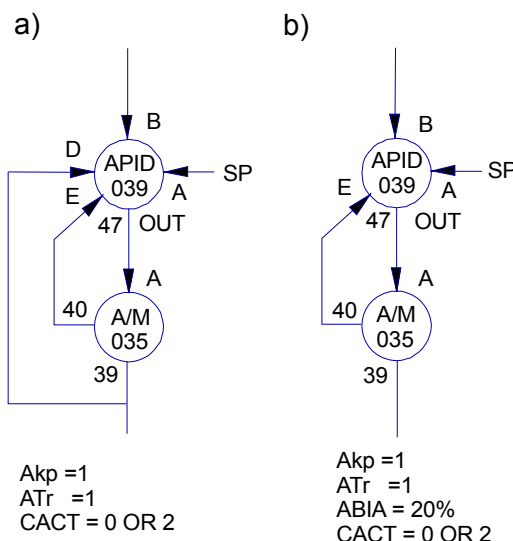 a)
b)
B
D
APID
039
A
SP
E
47
OUT
A
40
A/M
035
39
Akp =1
ATr =1
CACT = 0 OR 2
B
APID
039
A
SP
E
47
OUT
A
40
A/M
035
39
Akp =1
ATr =1
ABIA = 20%
CACT = 0 OR 2